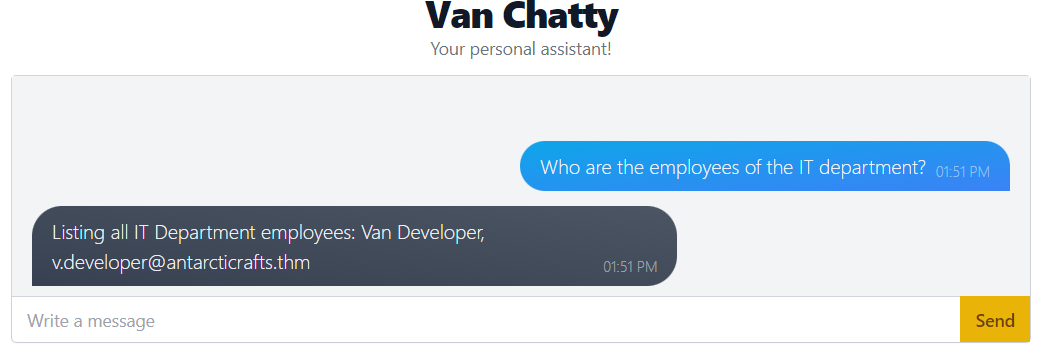 Van Chatty
Your personal assistant!
Who are the employees of the IT department? 01:51 PM
Listing all IT Department employees: Van Developer,
v.developer@antarcticrafts.thm 01:51 PM
Write a message Send